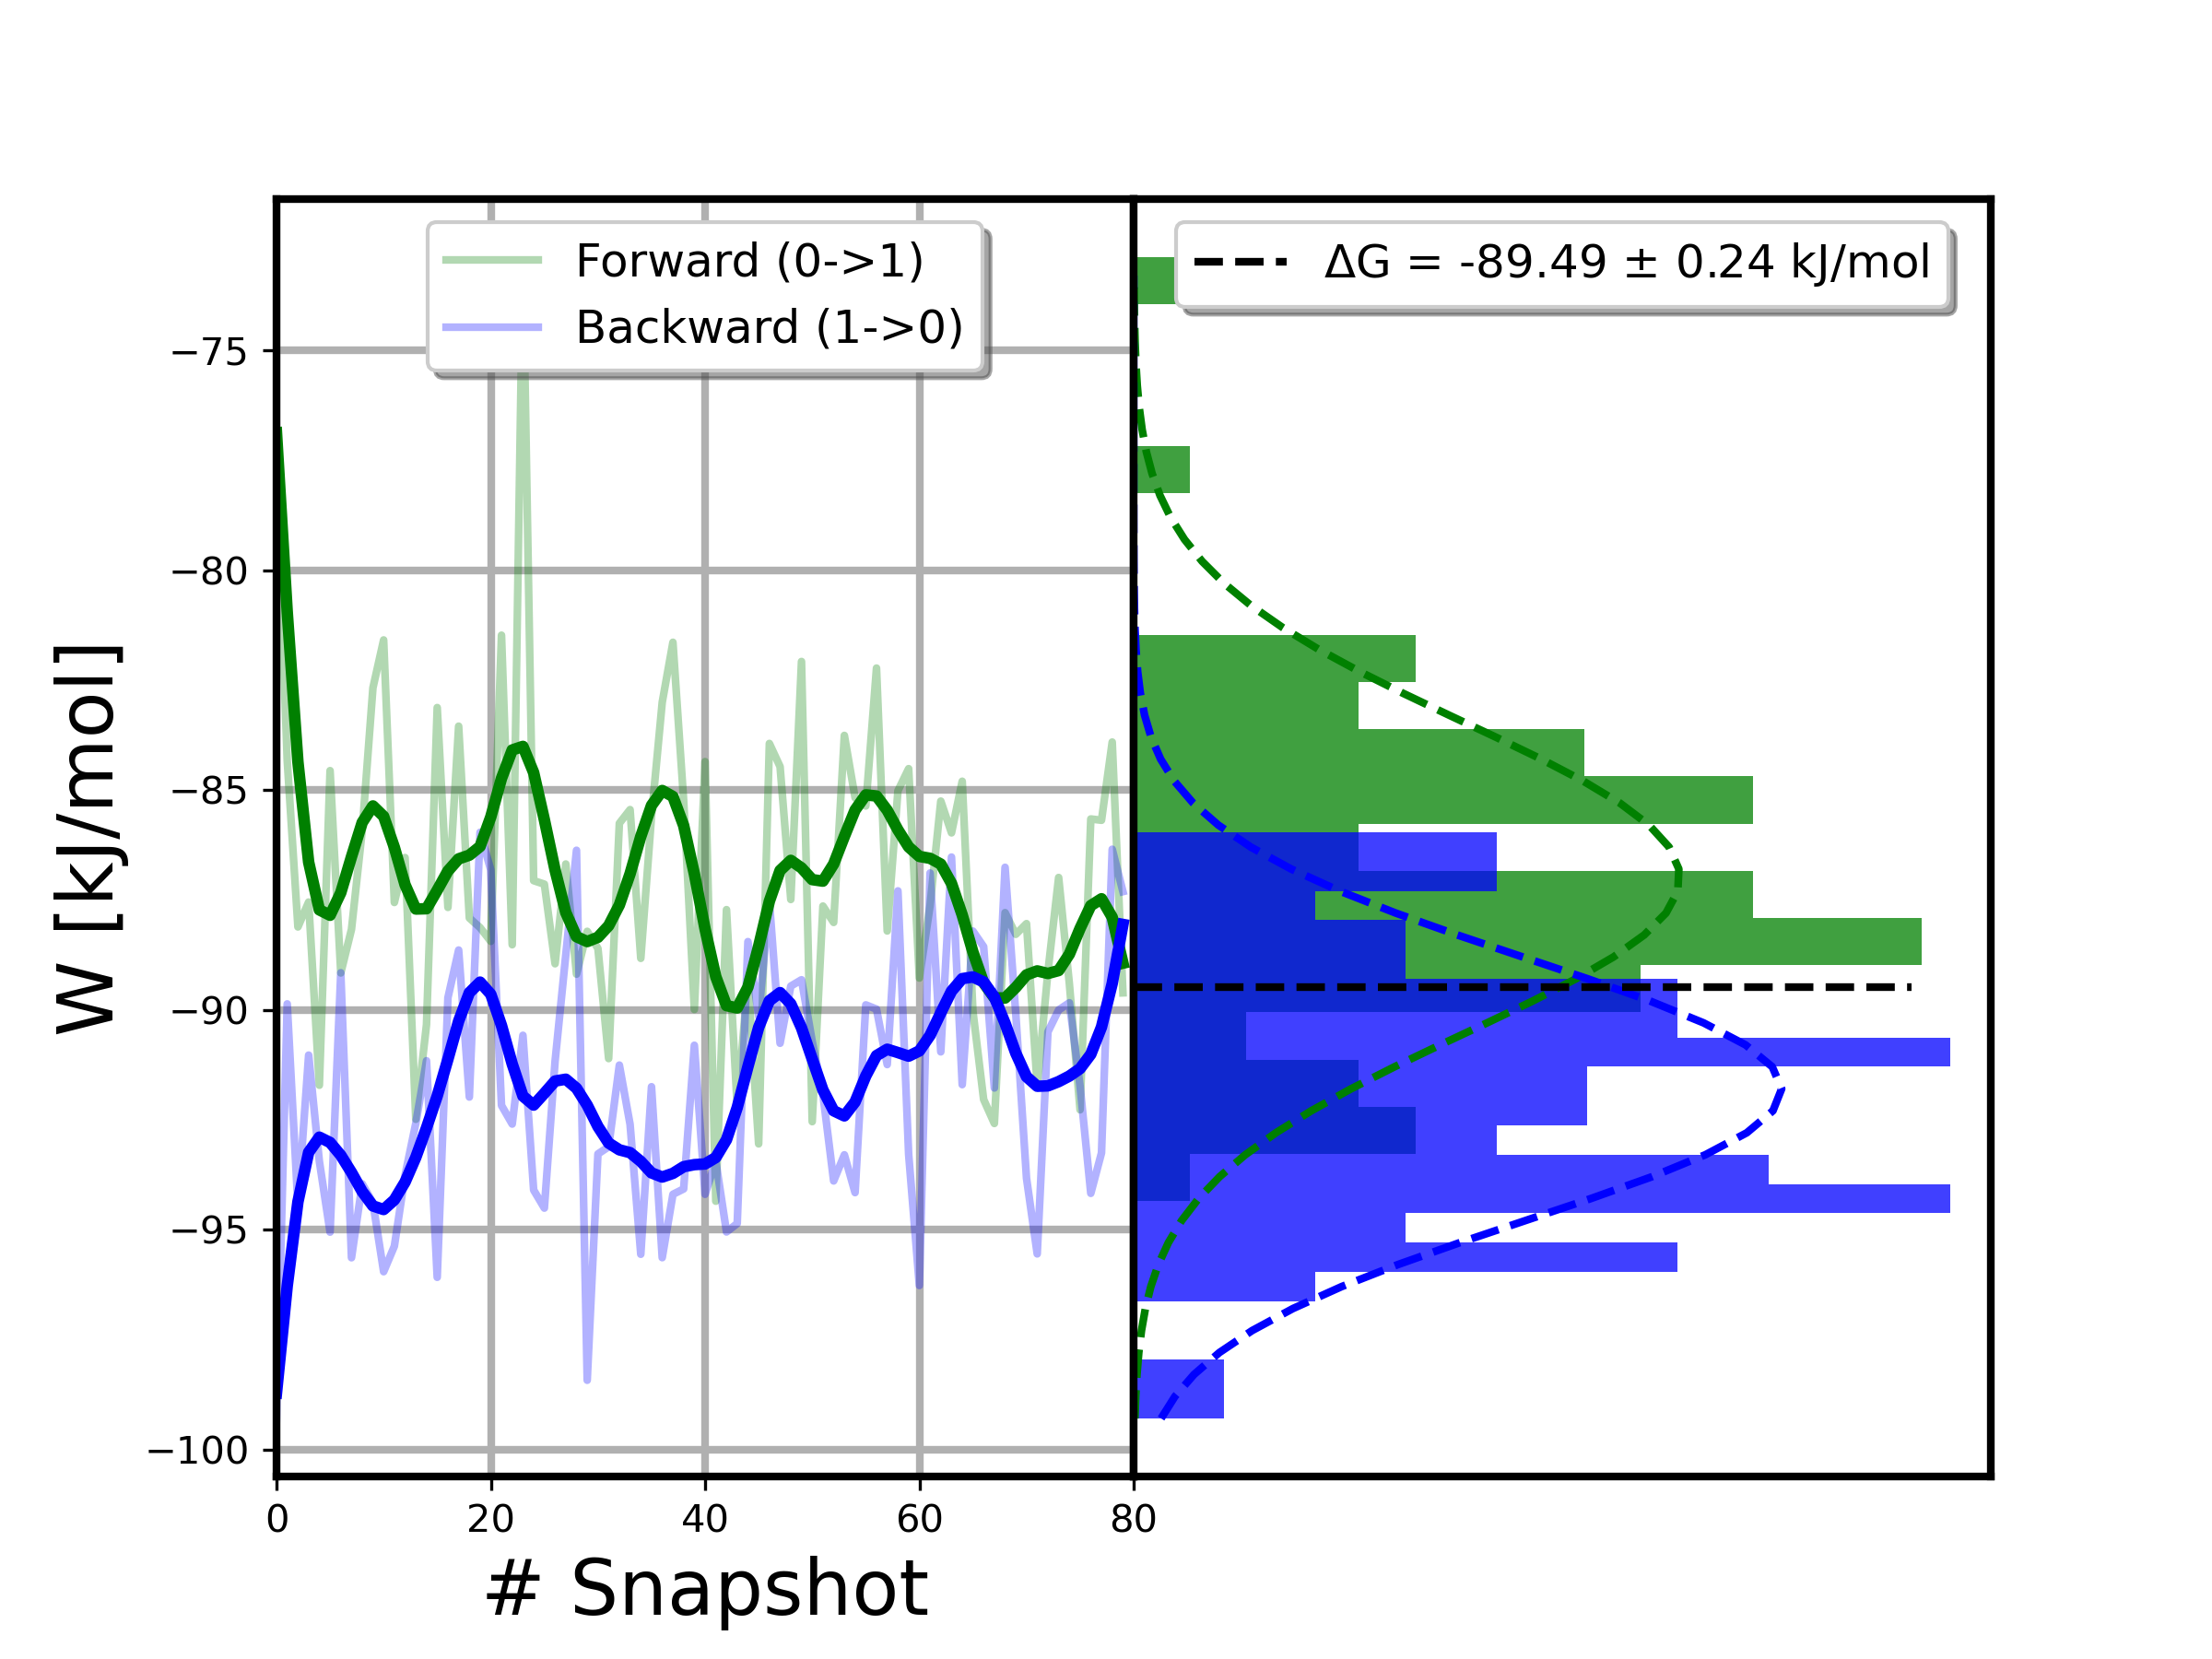 Forward (0->1)
Backward (1->0)
ΔG = -89.49 ± 0.24 kJ/mol
−75
−80
−85
−90
−95
−100
W [kJ/mol]
0 20 40 60 80
# Snapshot